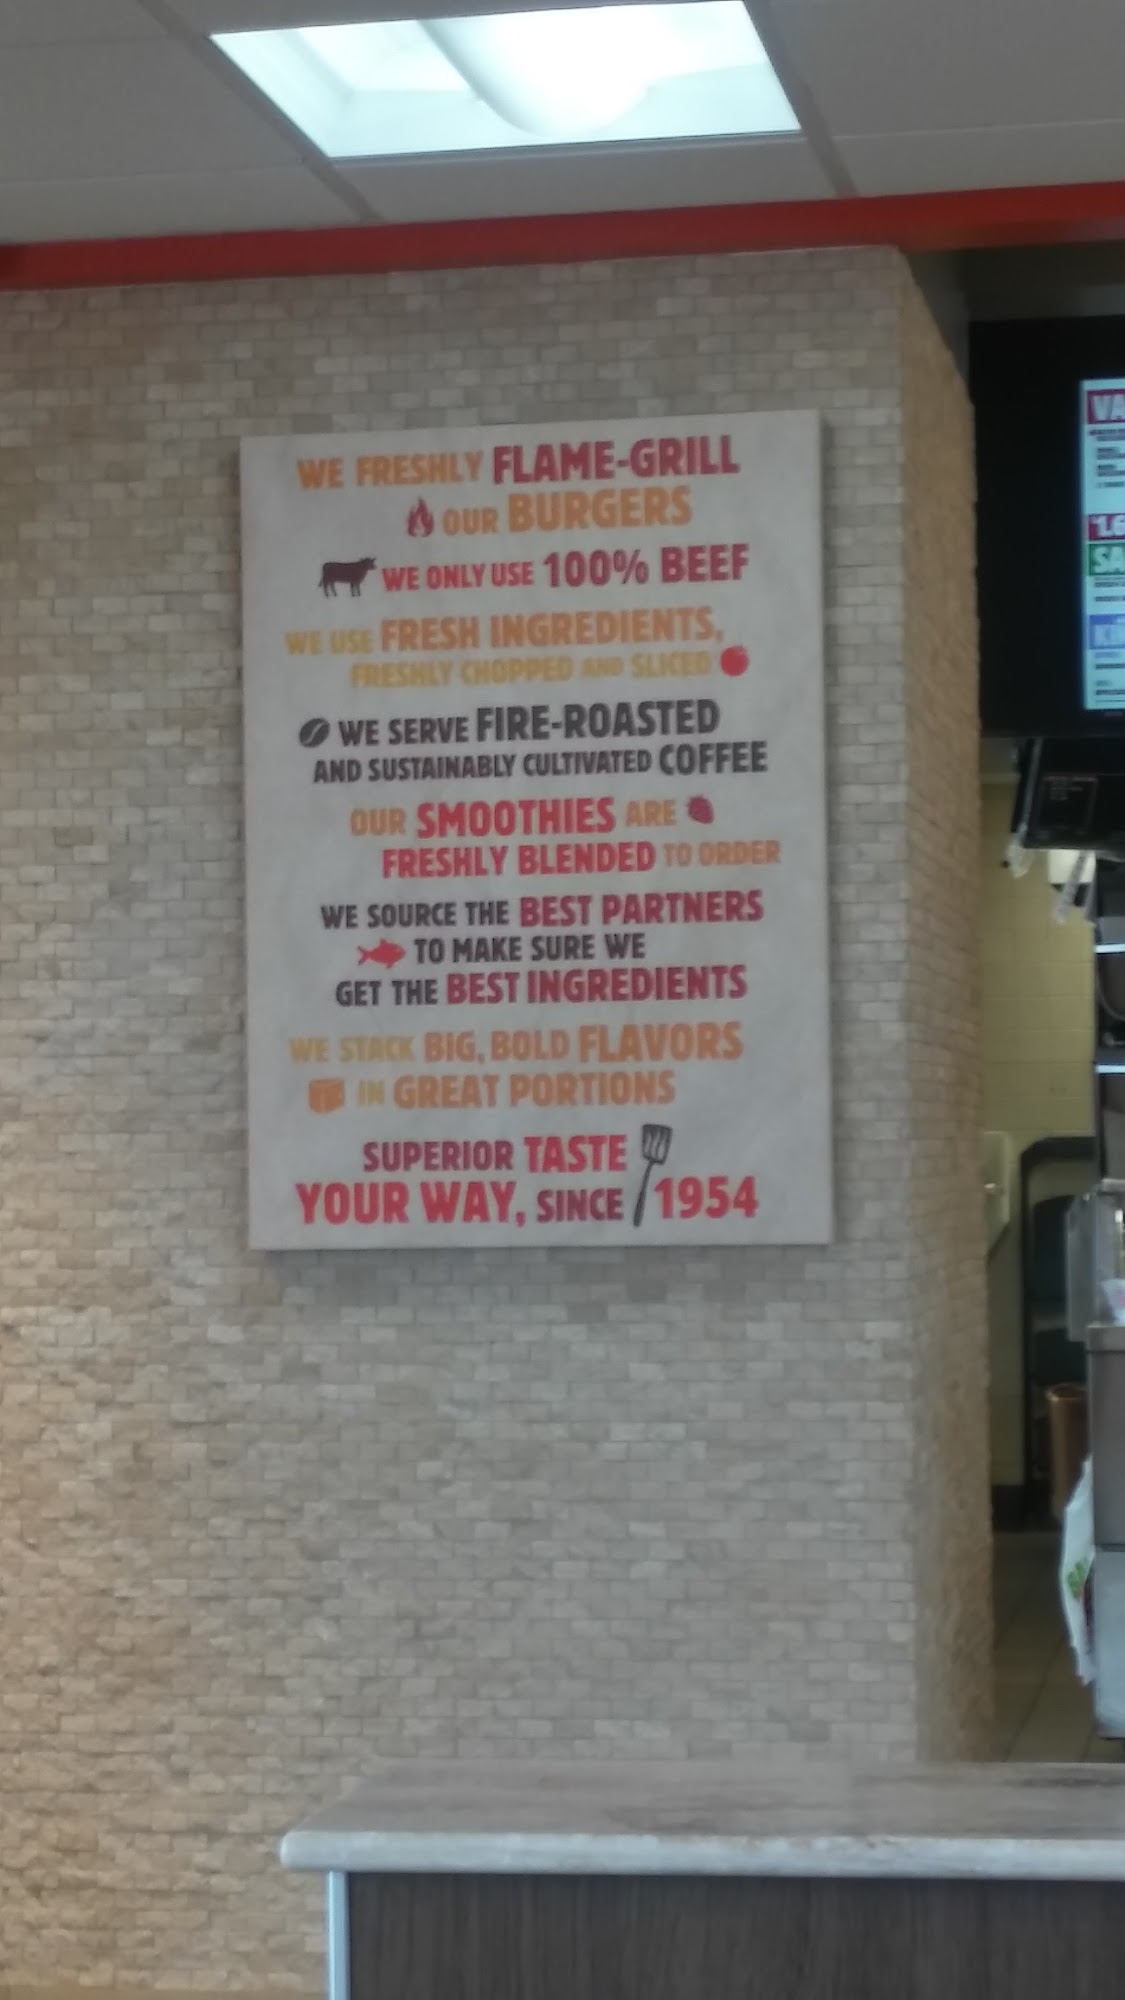 WE FRESHLY FLAME-GRILL
OUR BURGERS
WE ONLY USE 100% BEEF
WE USE FRESH INGREDIENTS,
FRESHLY CHOPPED AND SLICED
WE SERVE FIRE-ROASTED
AND SUSTAINABLY CULTIVATED COFFEE
OUR SMOOTHIES ARE
FRESHLY BLENDED TO ORDER
WE SOURCE THE BEST PARTNERS
TO MAKE SURE WE
GET THE BEST INGREDIENTS
WE STACK BIG, BOLD FLAVORS
IN GREAT PORTIONS
SUPERIOR TASTE
YOUR WAY, SINCE 1954
VA
SA